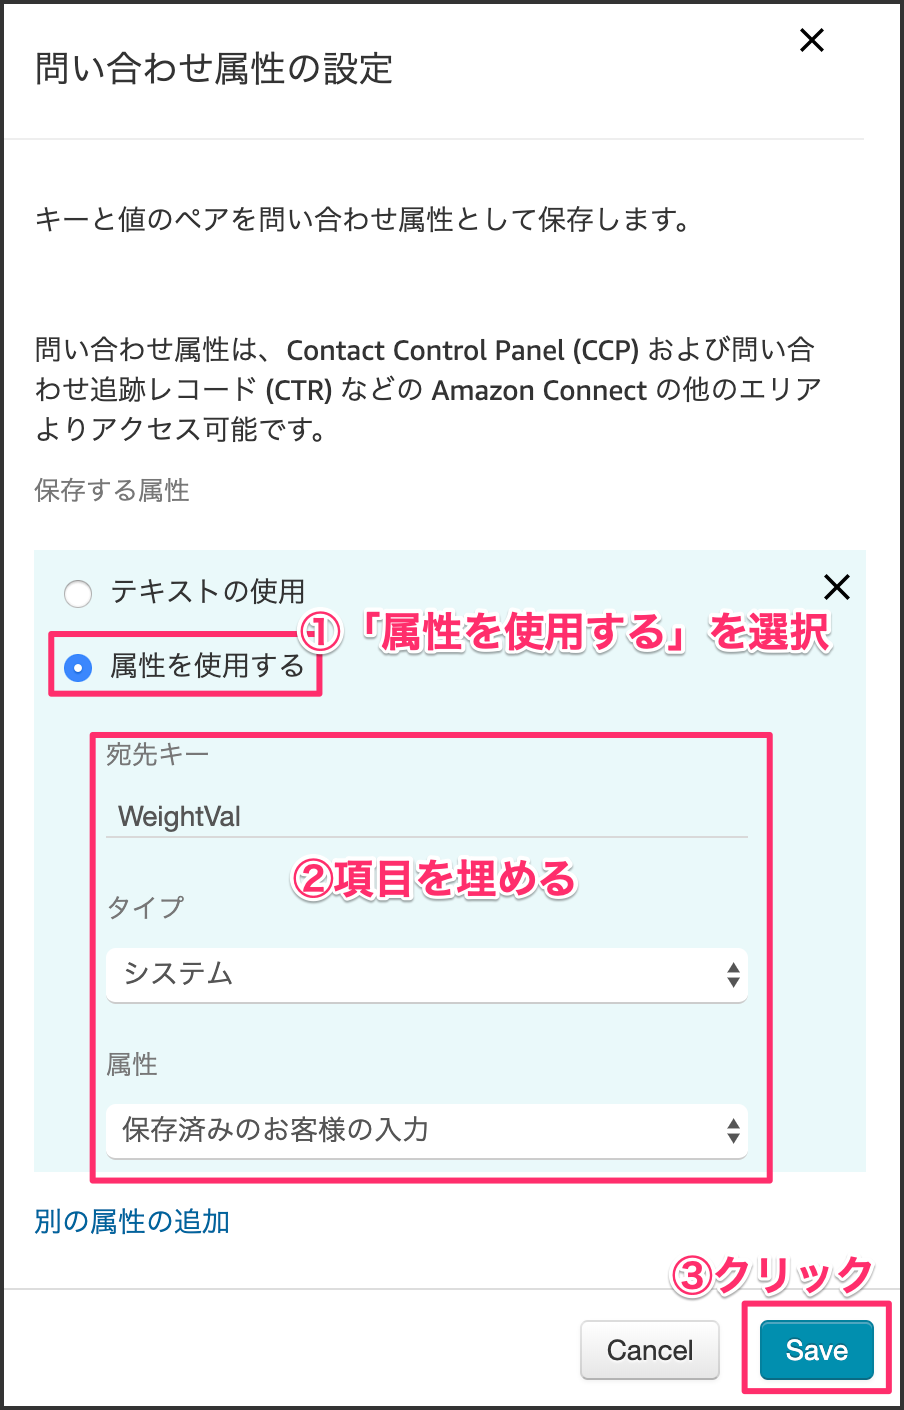 問い合わせ属性の設定
キーと値のペアを問い合わせ属性として保存します。
問い合わせ属性は、Contact Control Panel (CCP) および問い合
わせ追跡レコード (CTR) などの Amazon Connect の他のエリア
よりアクセス可能です。
保存する属性
テキストの使用
①「属性を使用する」を選択
属性を使用する
宛先キー
WeightVal
②項目を埋める
タイプ
システム
属性
保存済みのお客様の入力
別の属性の追加
③クリック
Cancel
Save